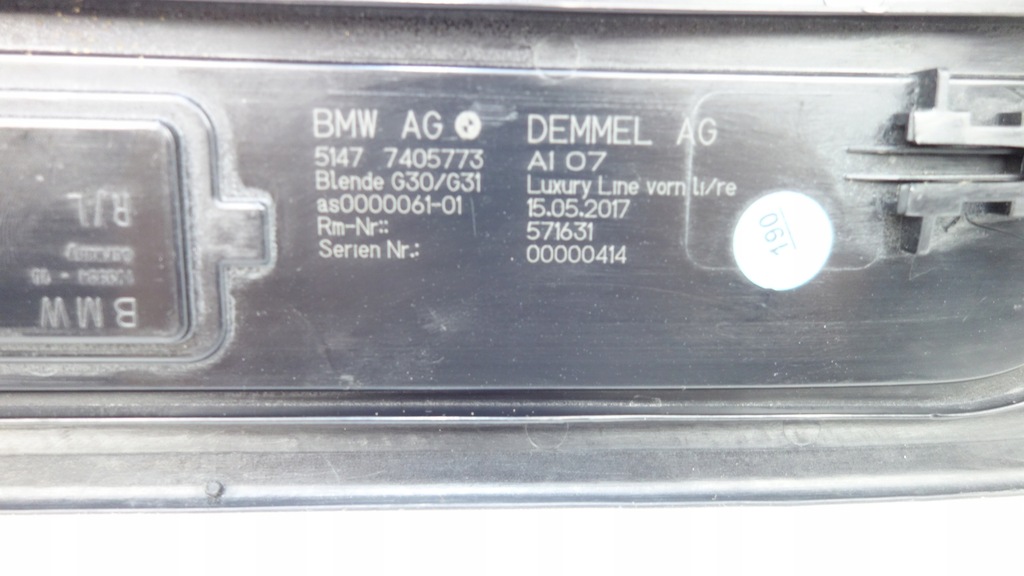 BMW AG
5147 7405773
Blende G30/G31
as0000061-01
Rm-Nr.:
Serien Nr.:
DEMMEL AG
AI 07
Luxury Line vorn li/re
15.05.2017
571631
00000414
190
R/L
BMW